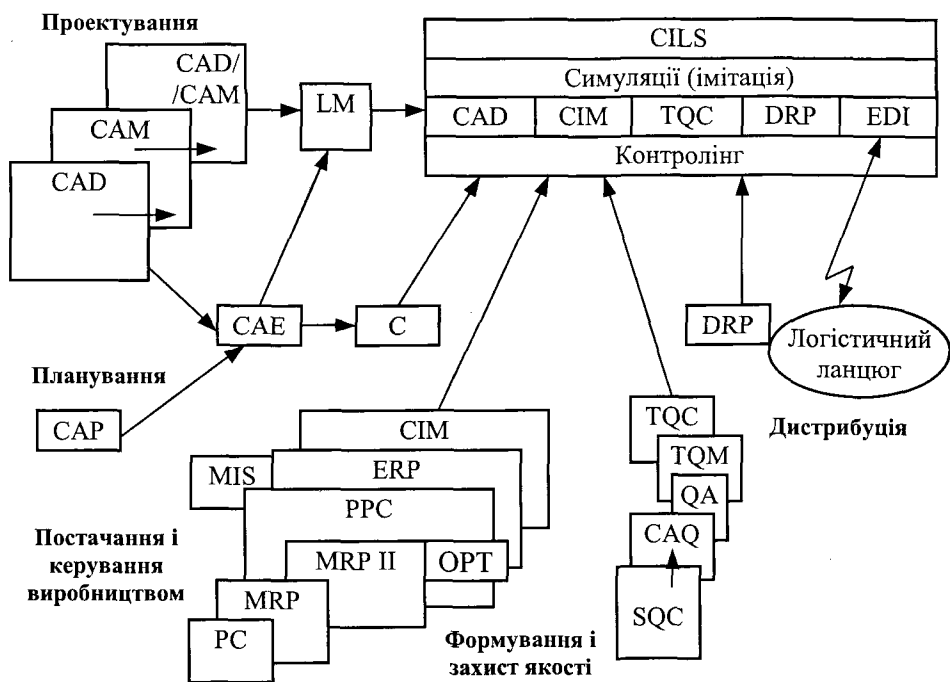 Проектування
CAD/
/CAM
CAM
CAD
LM
CILS
Симуляції (імітація)
CAD CIM TQC DRP EDI
Контролінг
CAE
C
DRP
Логістичний
ланцюг
Планування
CAP
Дистрибуція
CIM
MIS
ERP
PPC
MRP II
OPT
MRP
PC
Постачання і
керування
виробництвом
TQC
TQM
QA
CAQ
SQC
Формування і
захист якості